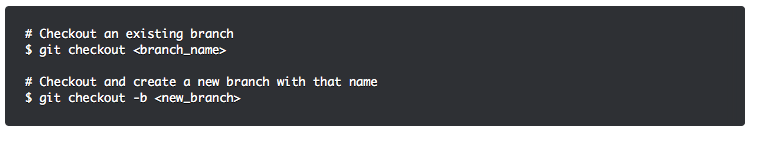 # Checkout an existing branch
$ git checkout <branch_name>
# Checkout and create a new branch with that name
$ git checkout -b <new_branch>